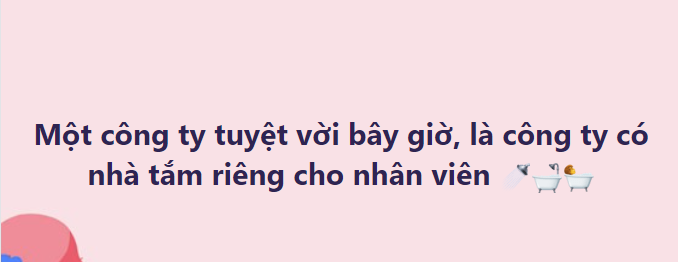 Một công ty tuyệt vời bây giờ, là công ty có
nhà tắm riêng cho nhân viên 🚿🛁🛀